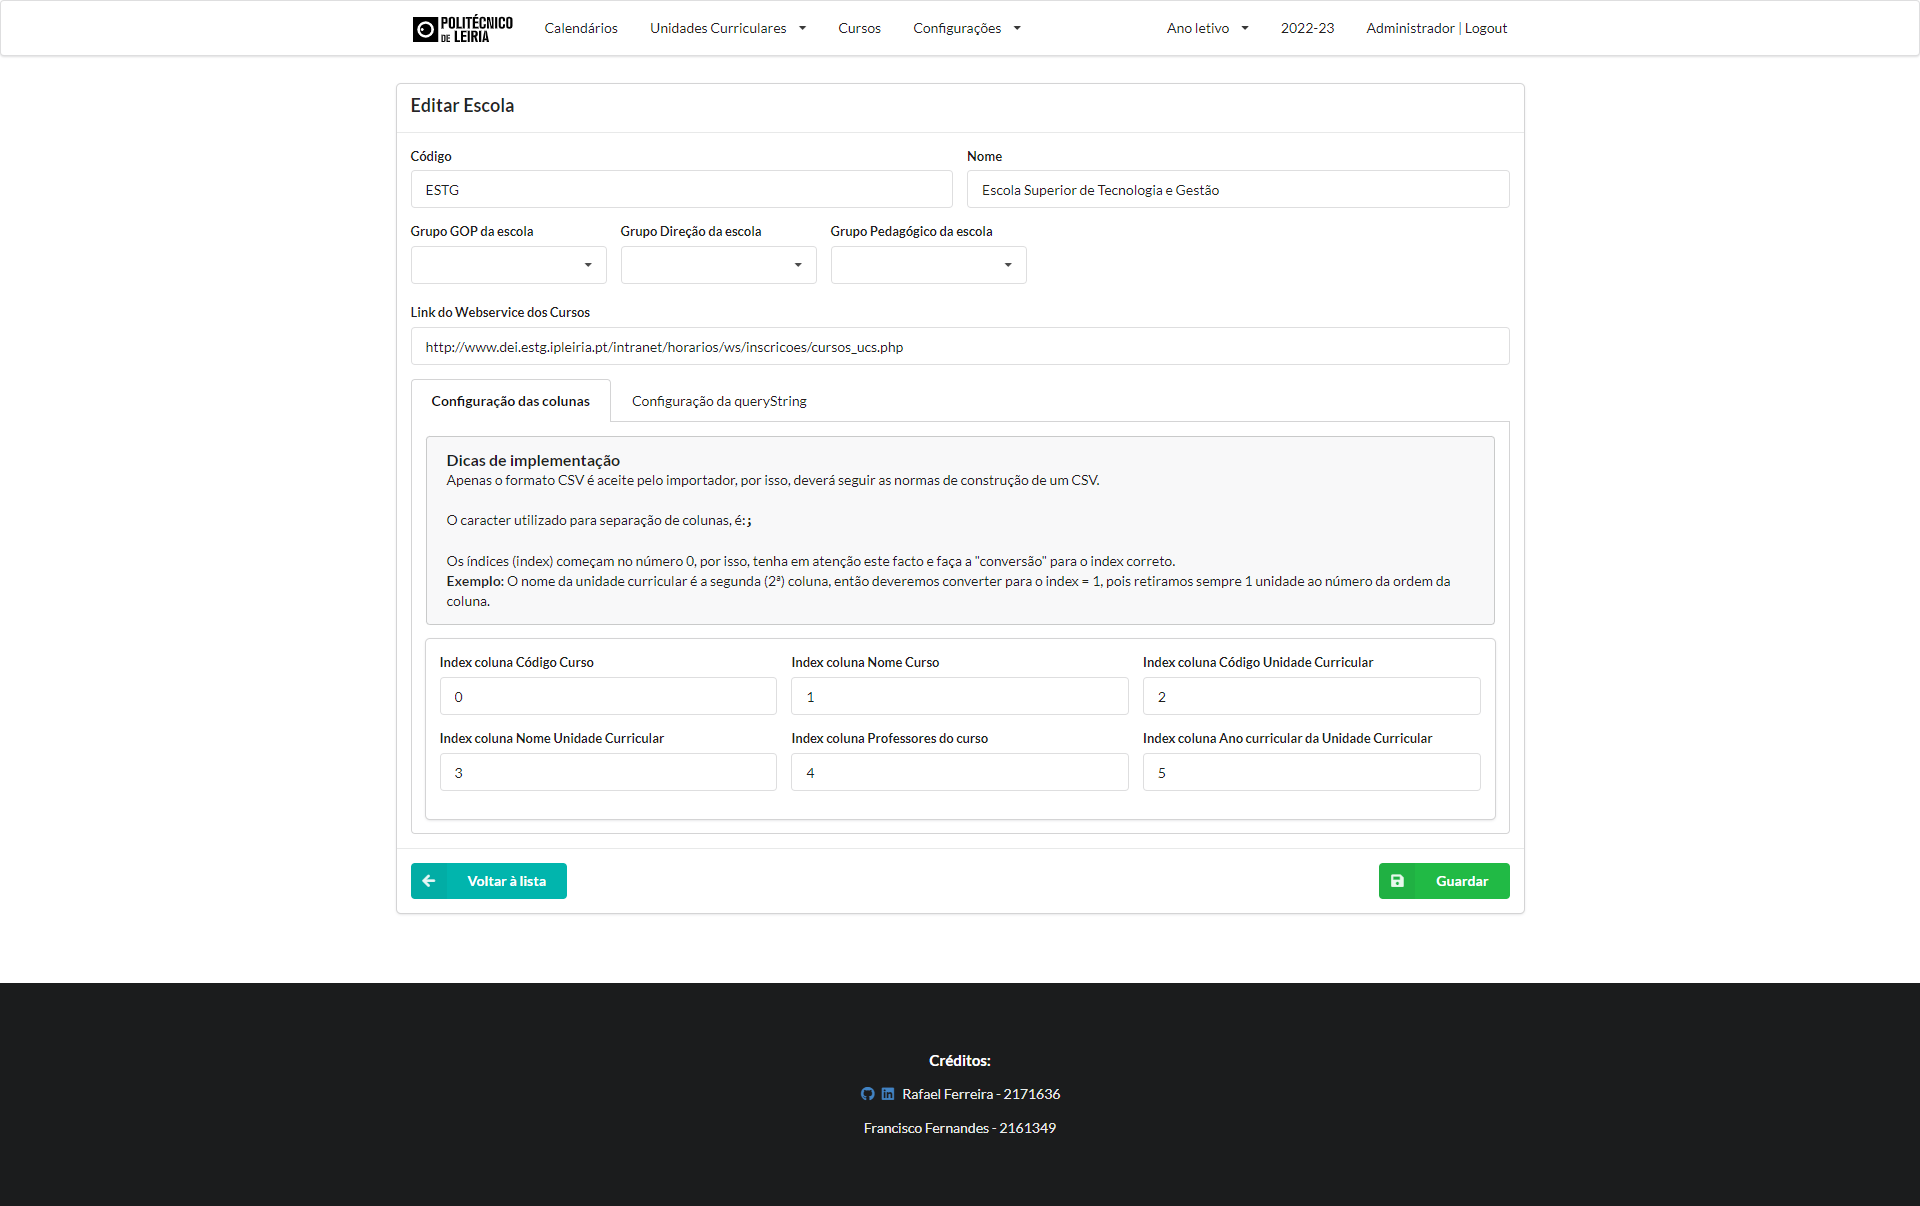 POLITÉCNICO
DE LEIRIA
Calendários Unidades Curriculares Cursos Configurações Ano letivo 2022-23 Administrador | Logout
Editar Escola
Código Nome
ESTG Escola Superior de Tecnologia e Gestão
Grupo GOP da escola Grupo Direção da escola Grupo Pedagógico da escola
Link do Webservice dos Cursos
http://www.dei.estg.ipleiria.pt/intranet/horarios/ws/inscricoes/cursos_ucs.php
Configuração das colunas Configuração da queryString
Dicas de implementação
Apenas o formato CSV é aceite pelo importador, por isso, deverá seguir as normas de construção de um CSV.
O caracter utilizado para separação de colunas, é:;
Os índices (index) começam no número 0, por isso, tenha em atenção este facto e faça a "conversão" para o index correto.
Exemplo: O nome da unidade curricular é a segunda (2ª) coluna, então deveremos converter para o index = 1, pois retiramos sempre 1 unidade ao número da ordem da
coluna.
Index coluna Código Curso Index coluna Nome Curso Index coluna Código Unidade Curricular
0 1 2
Index coluna Nome Unidade Curricular Index coluna Professores do curso Index coluna Ano curricular da Unidade Curricular
3 4 5
Voltar à lista Guardar
Créditos:
Rafael Ferreira - 2171636
Francisco Fernandes - 2161349